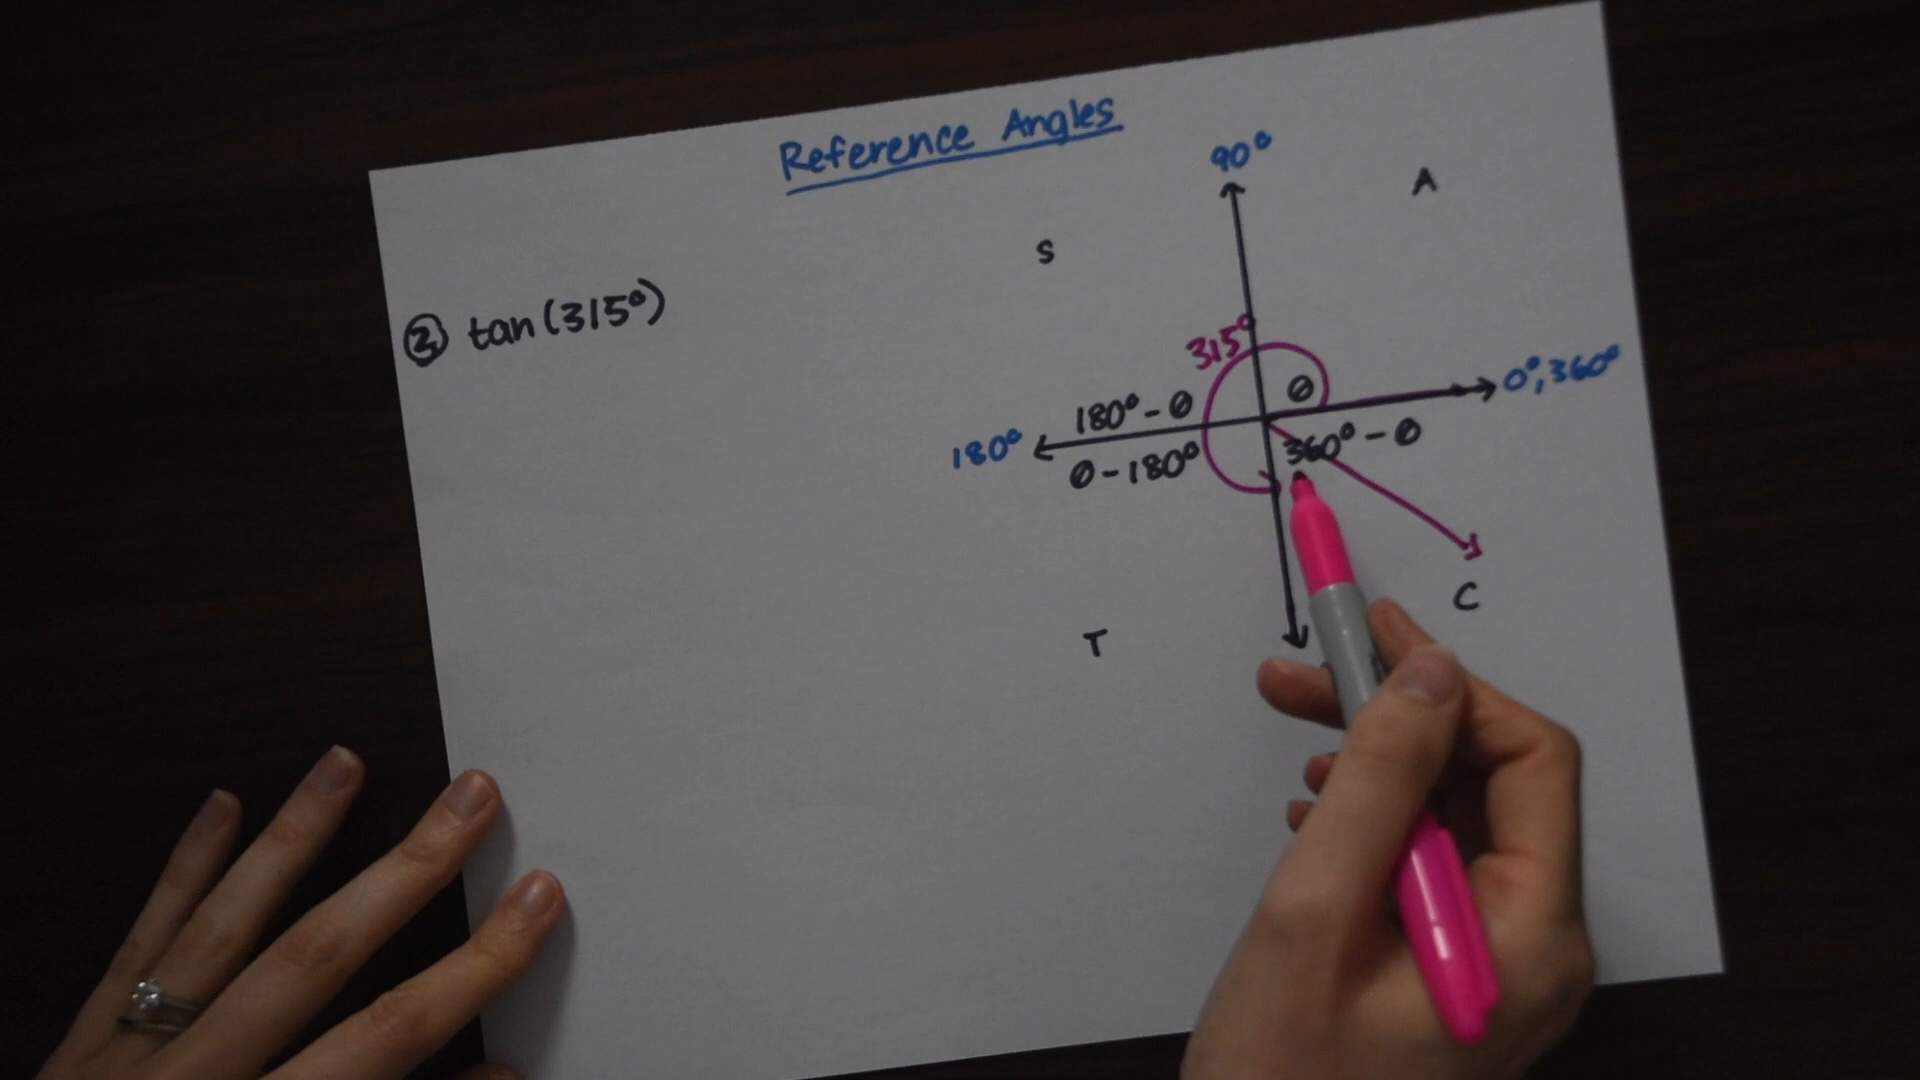 Reference Angles
② tan(315°)
90°
A
S
315°
θ
0°, 360°
180° - θ
180°
θ - 180°
360° - θ
C
T